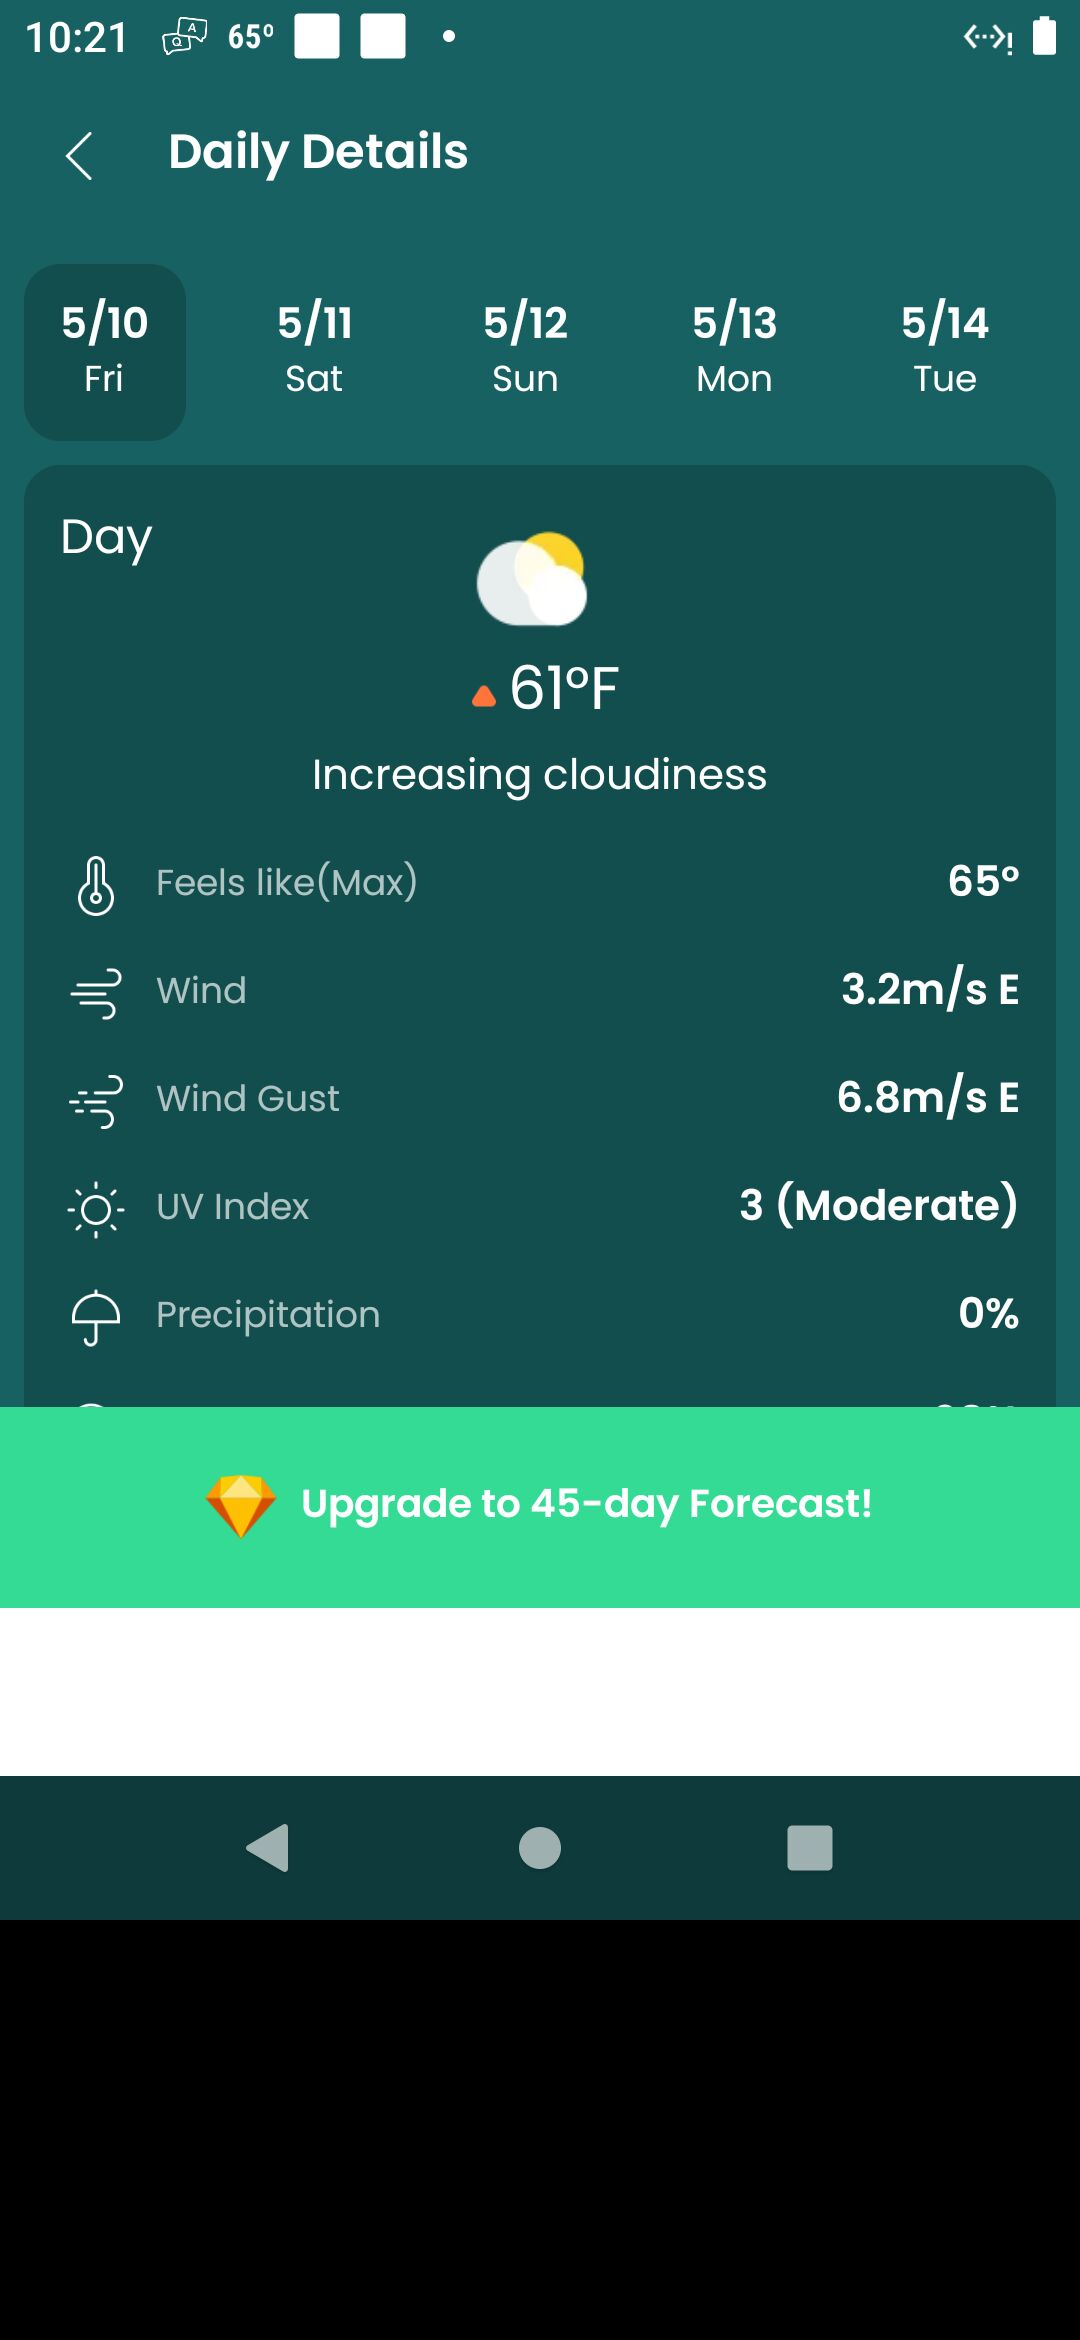 10:21 65°
Daily Details
5/10 5/11 5/12 5/13 5/14
Fri Sat Sun Mon Tue
Day
61°F
Increasing cloudiness
Feels like(Max) 65°
Wind 3.2m/s E
Wind Gust 6.8m/s E
UV Index 3 (Moderate)
Precipitation 0%
Upgrade to 45-day Forecast!